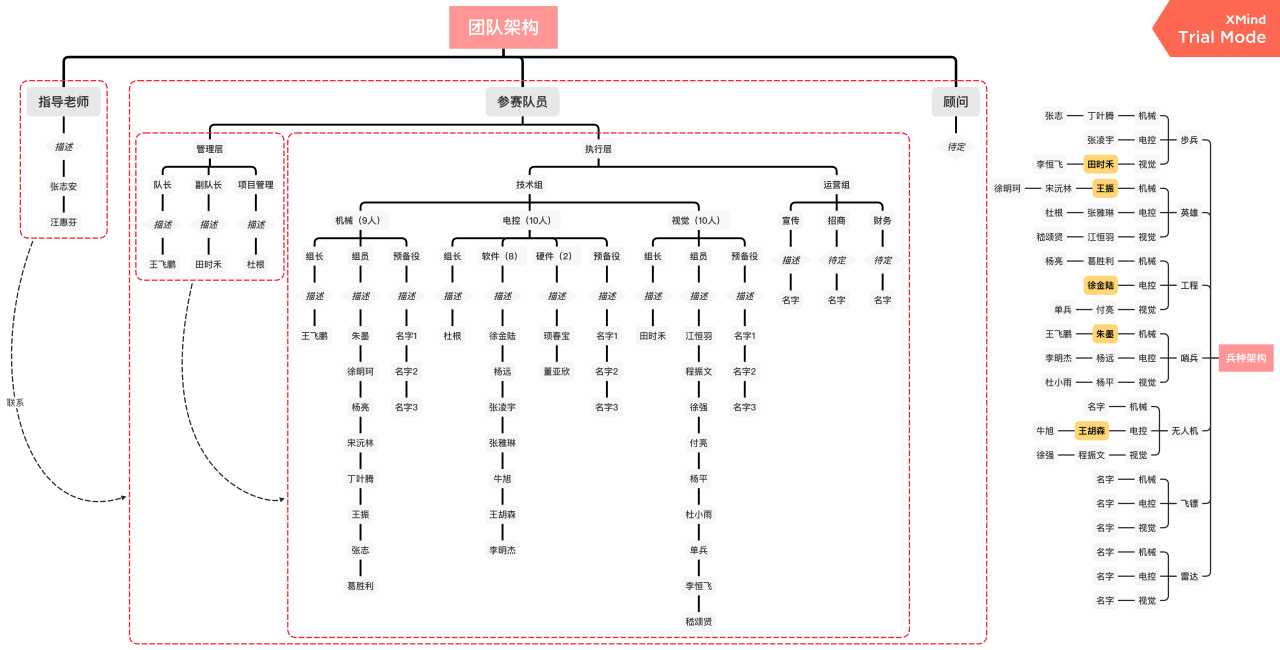 团队架构
XMind
Trial Mode
指导老师
描述
张志安
汪惠芬
联系
参赛队员
顾问
待定
管理层
队长
副队长
项目管理
描述
描述
描述
王飞鹏
田时禾
杜根
执行层
技术组
运营组
机械（9人）
电控（10人）
视觉（10人）
宣传
招商
财务
描述
待定
待定
名字
名字
名字
组长
组员
预备役
描述
描述
描述
王飞鹏
朱墨
徐明珂
杨亮
宋沅林
丁叶腾
王振
张志
葛胜利
名字1
名字2
名字3
组长
软件（8）
硬件（2）
预备役
描述
描述
描述
描述
杜根
徐金陆
杨远
张凌宇
张雅琳
牛旭
王胡森
李明杰
顼春宝
董亚欣
名字1
名字2
名字3
组长
组员
预备役
描述
描述
描述
田时禾
江恒羽
程振文
徐强
付亮
杨平
杜小雨
单兵
李恒飞
嵇颂贤
名字1
名字2
名字3
兵种架构
步兵
张志 丁叶腾 机械
张凌宇 电控
李恒飞 田时禾 视觉
英雄
徐明珂 宋沅林 王振 机械
杜根 张雅琳 电控
嵇颂贤 江恒羽 视觉
工程
杨亮 葛胜利 机械
徐金陆 电控
单兵 付亮 视觉
哨兵
王飞鹏 朱墨 机械
李明杰 杨远 电控
杜小雨 杨平 视觉
无人机
名字 机械
牛旭 王胡森 电控
徐强 程振文 视觉
飞镖
名字 机械
名字 电控
名字 视觉
雷达
名字 机械
名字 电控
名字 视觉